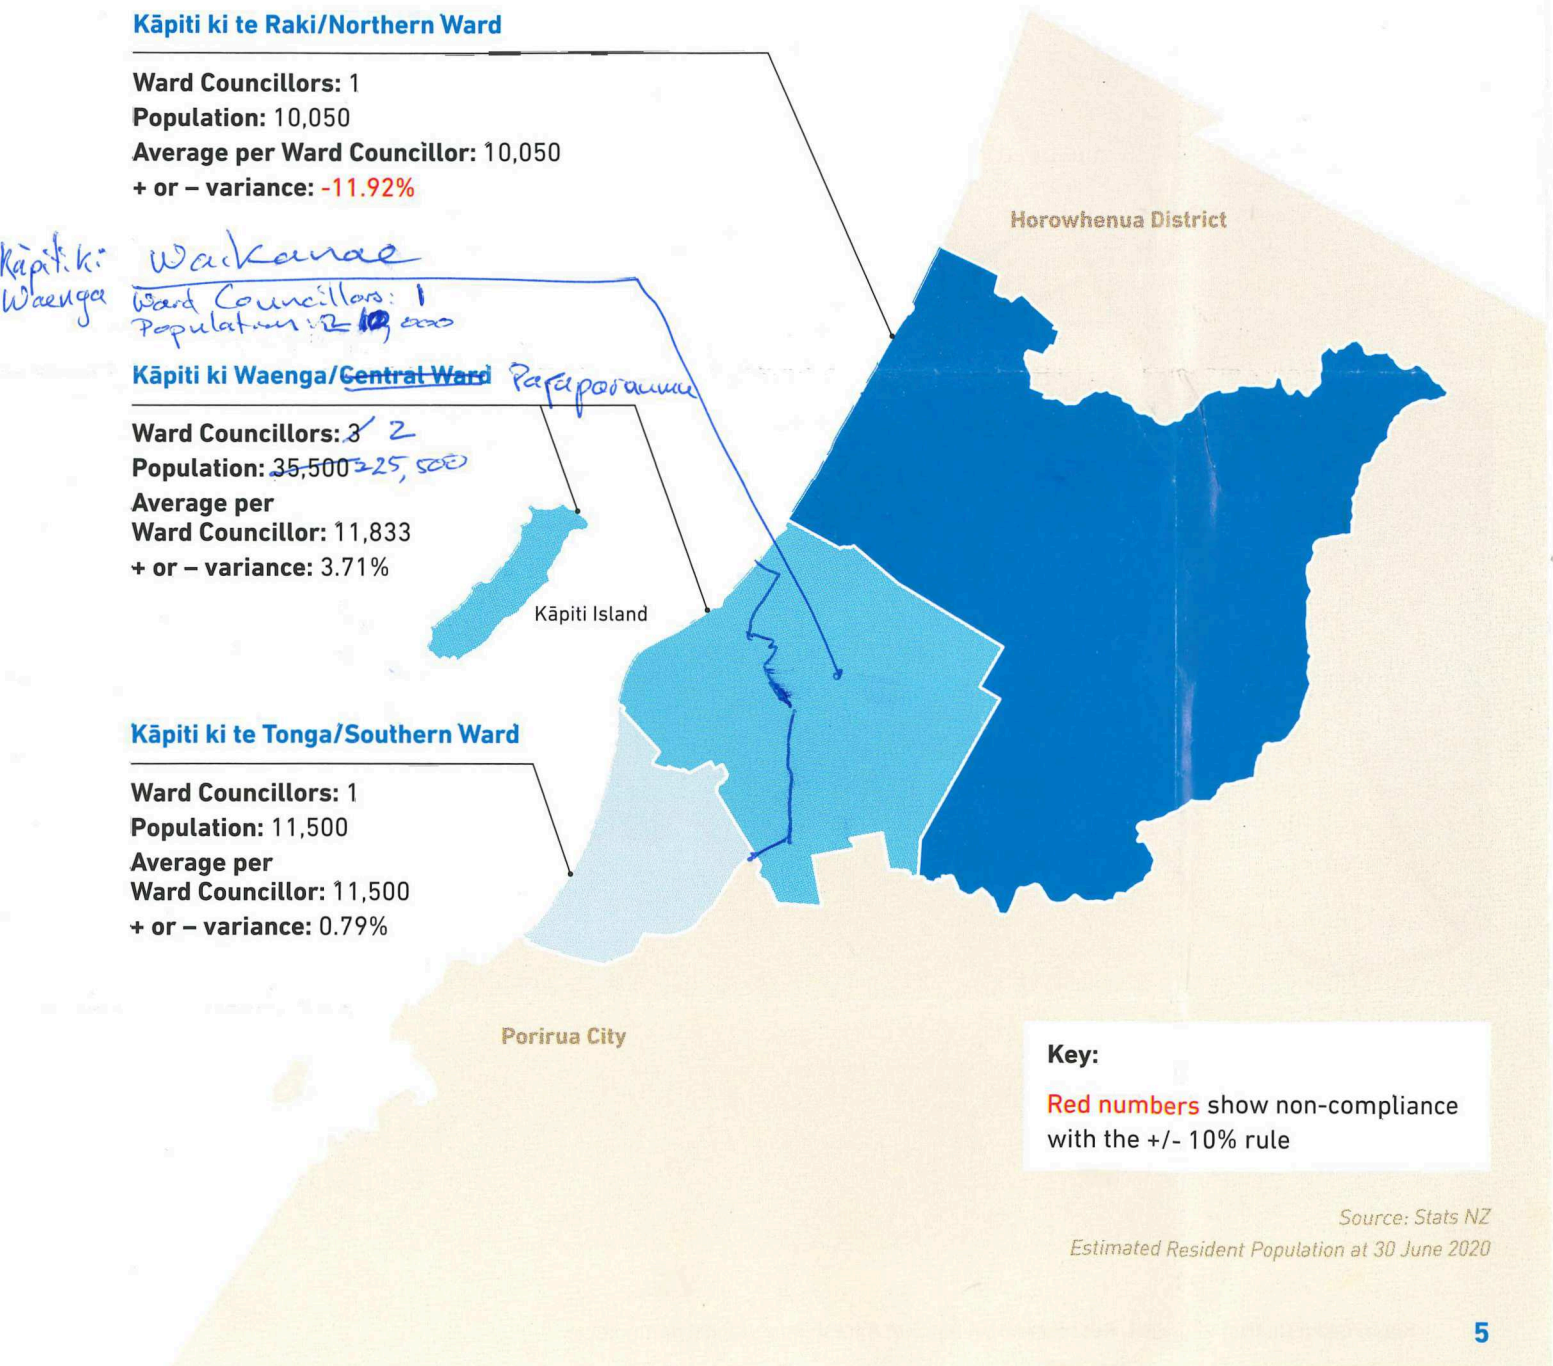 Kāpiti ki te Raki/Northern Ward
Ward Councillors: 1
Population: 10,050
Average per Ward Councillor: 10,050
+ or – variance: -11.92%
Kāpiti ki Waikanae
Waenga Ward Councillors: 1
Population: ,000
Kāpiti ki Waenga/Central Ward Paraparaumu
Ward Councillors: 3 2
Population: 35,500 25,500
Average per
Ward Councillor: 11,833
+ or – variance: 3.71%
Kāpiti Island
Kāpiti ki te Tonga/Southern Ward
Ward Councillors: 1
Population: 11,500
Average per
Ward Councillor: 11,500
+ or – variance: 0.79%
Horowhenua District
Porirua City
Key:
Red numbers show non-compliance
with the +/- 10% rule
Source: Stats NZ
Estimated Resident Population at 30 June 2020
5